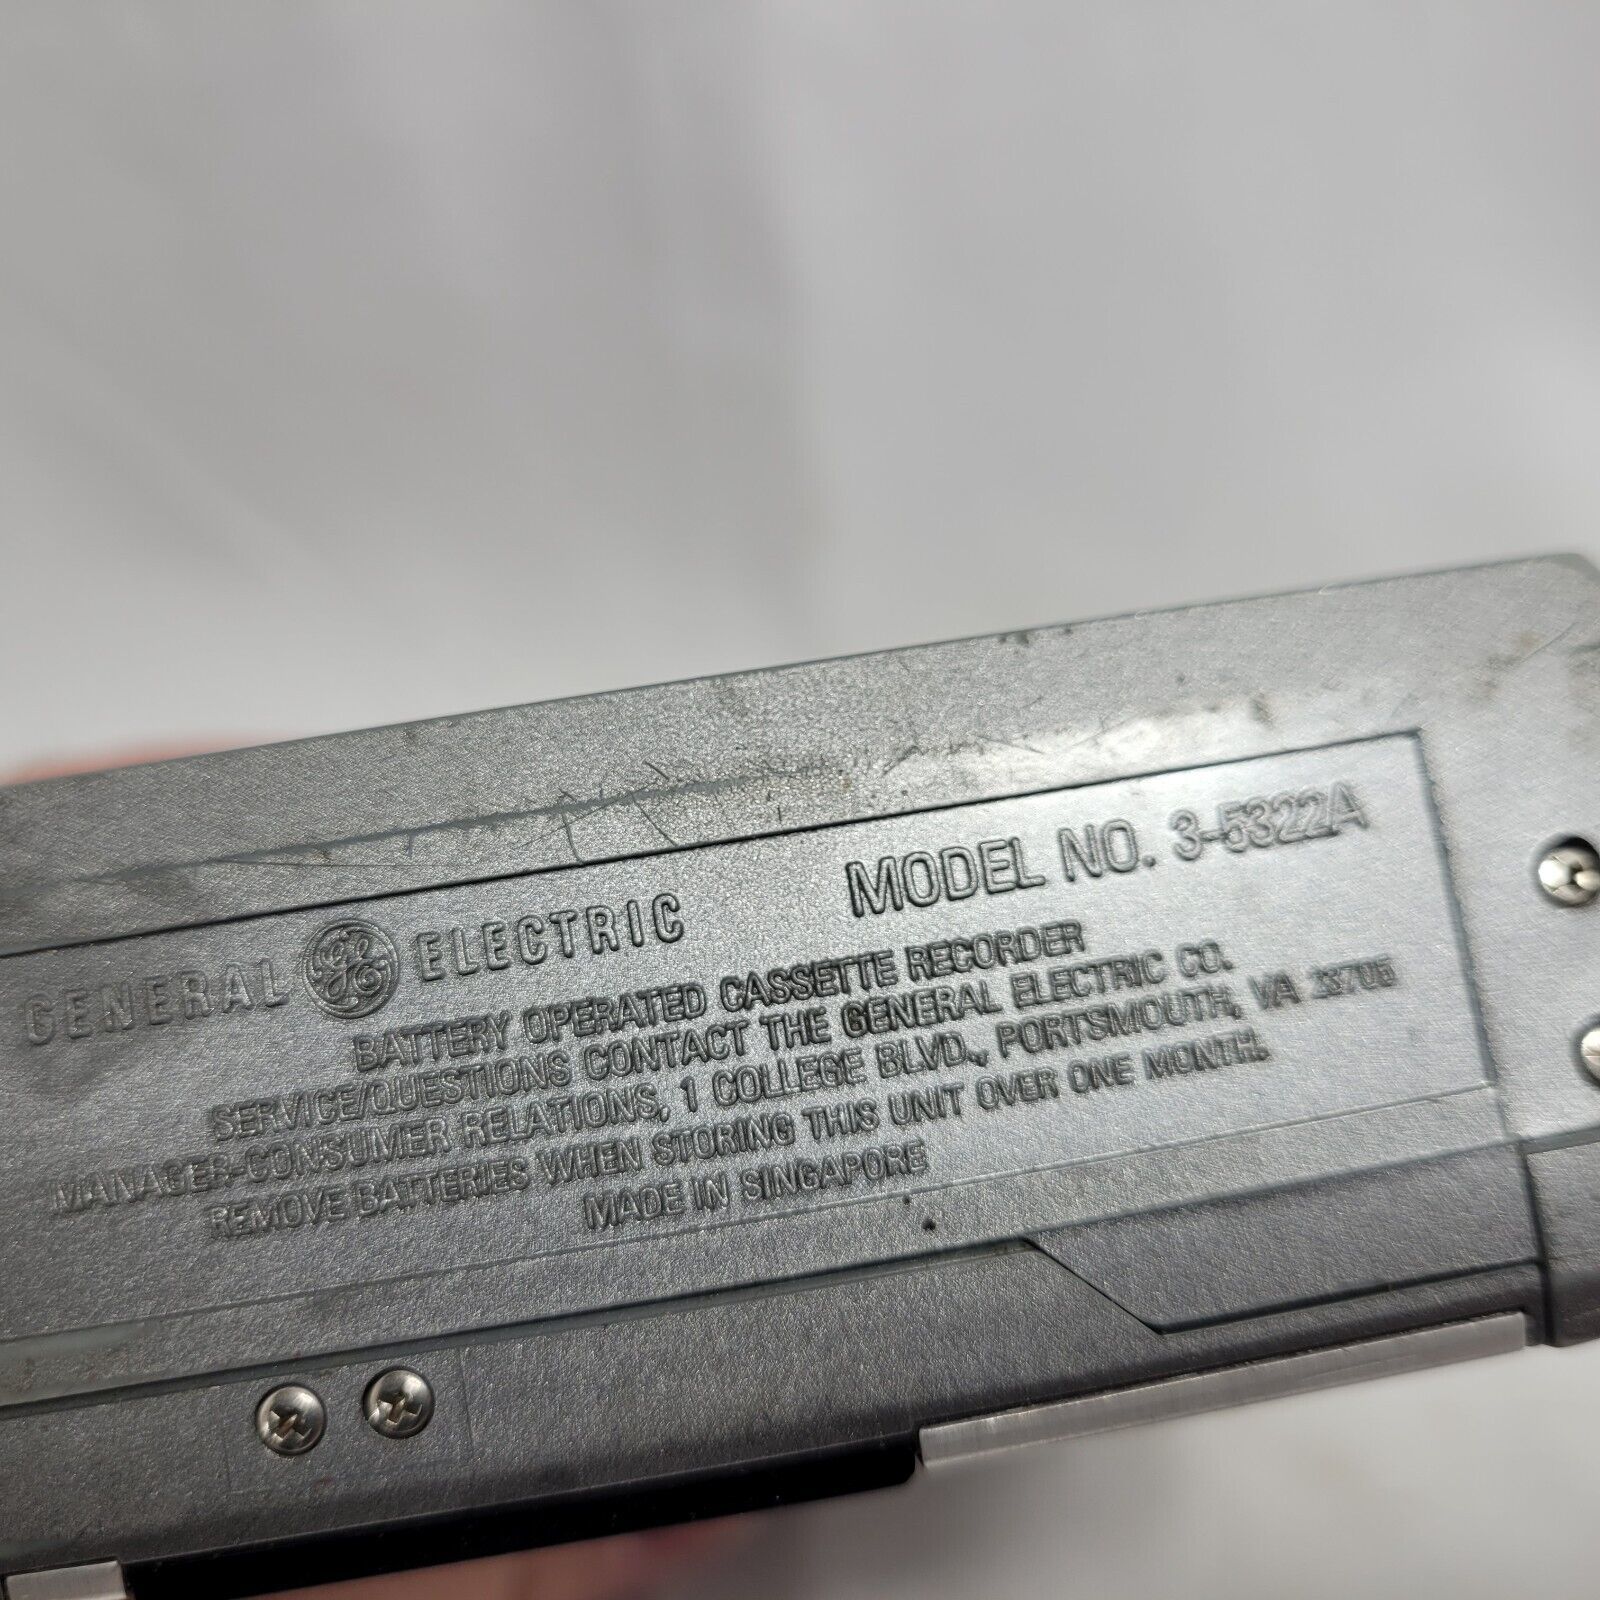 GENERAL GE ELECTRIC MODEL NO. 3-5322A
BATTERY OPERATED CASSETTE RECORDER
SERVICE/QUESTIONS CONTACT THE GENERAL ELECTRIC CO.
MANAGER-CONSUMER RELATIONS, 1 COLLEGE BLVD., PORTSMOUTH, VA 23705
REMOVE BATTERIES WHEN STORING THIS UNIT OVER ONE MONTH.
MADE IN SINGAPORE